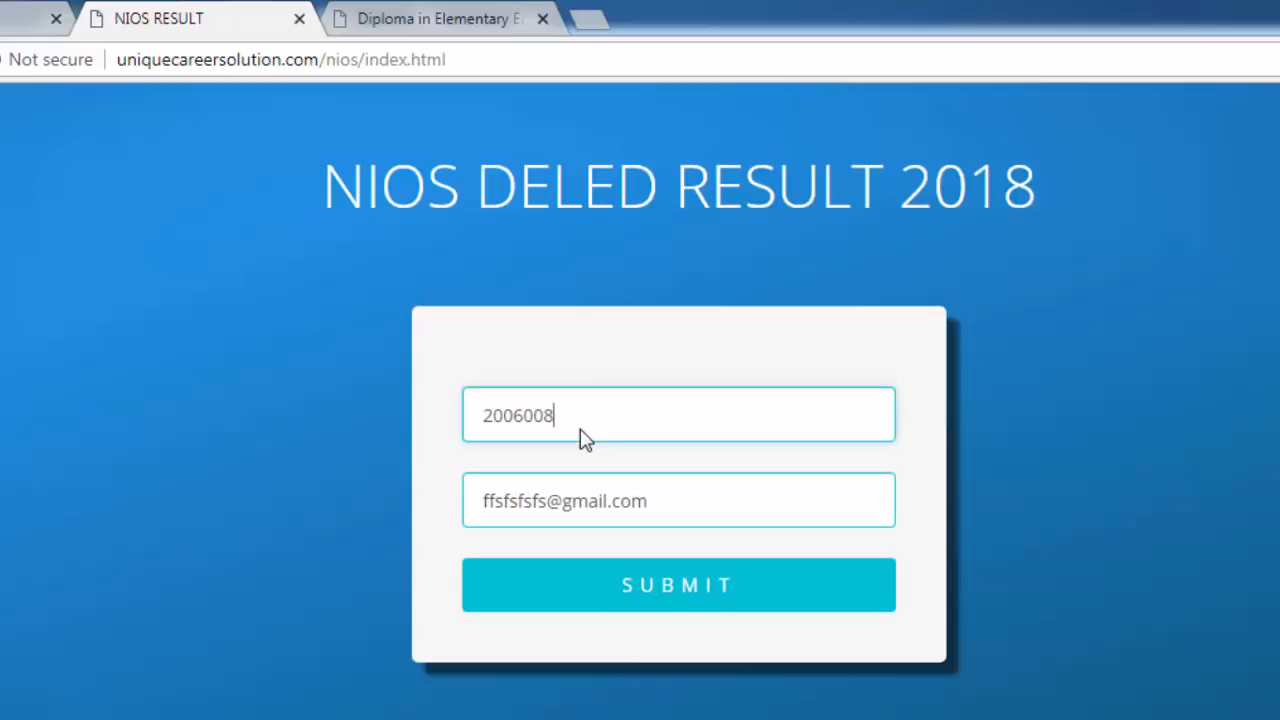 NIOS RESULT
Diploma in Elementary E
Not secure
uniquecareersolution.com/nios/index.html
NIOS DELED RESULT 2018
2006008
ffsfsfsfs@gmail.com
SUBMIT